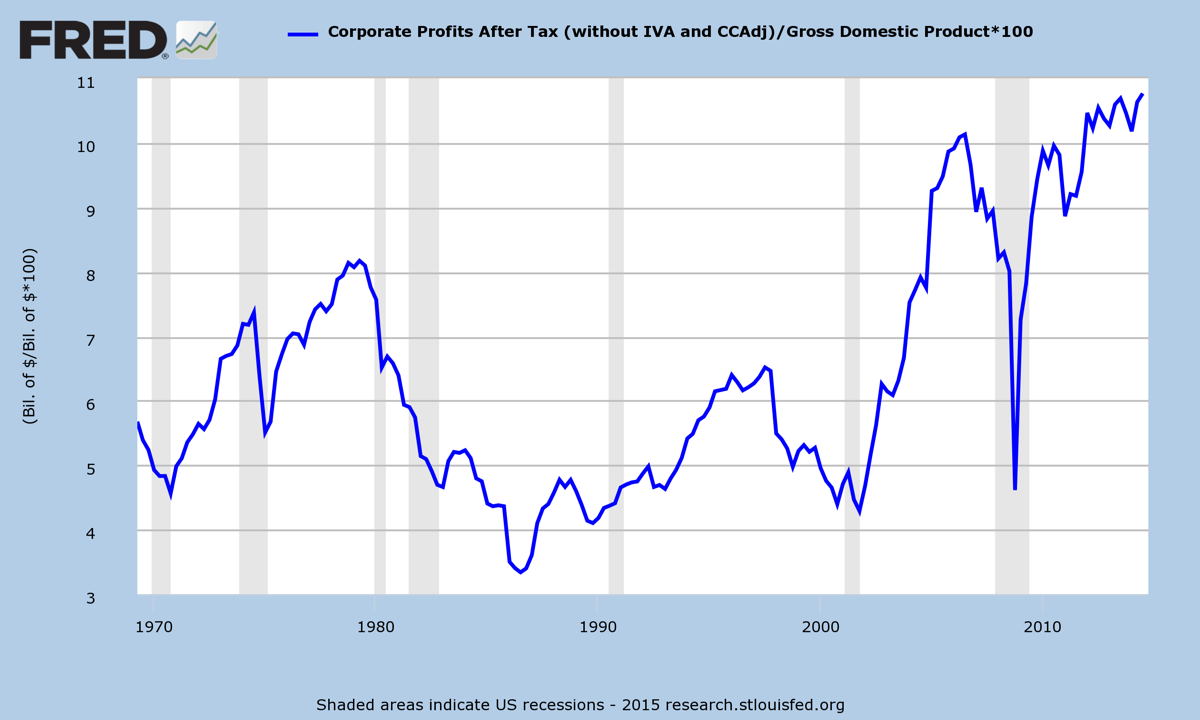 FRED®
Corporate Profits After Tax (without IVA and CCAdj)/Gross Domestic Product*100
(Bil. of $/Bil. of $*100)
11
10
9
8
7
6
5
4
3
1970 1980 1990 2000 2010
Shaded areas indicate US recessions - 2015 research.stlouisfed.org